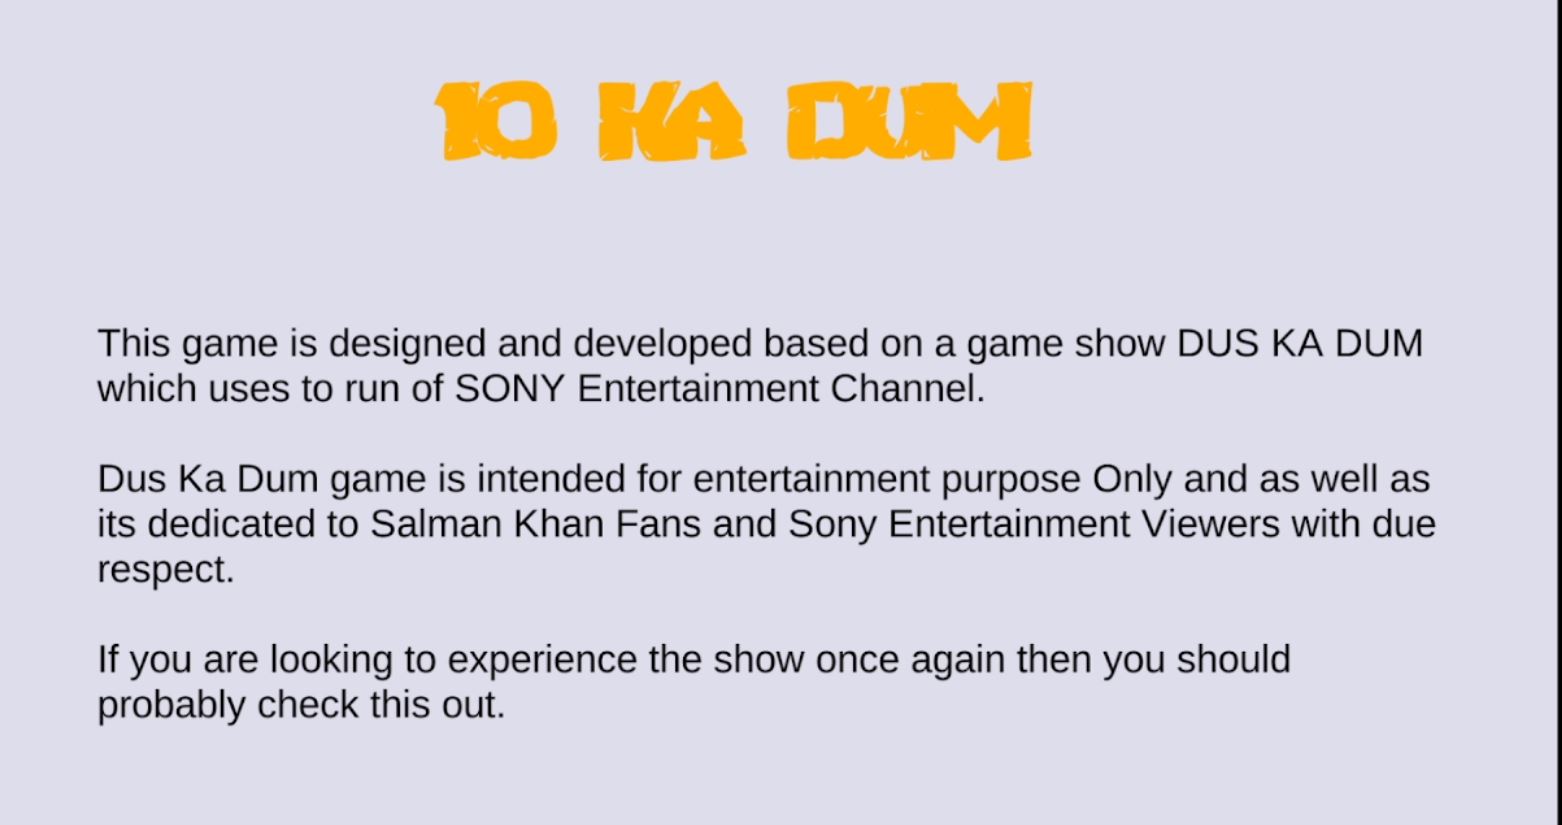 10 KA DUM
This game is designed and developed based on a game show DUS KA DUM
which uses to run of SONY Entertainment Channel.
Dus Ka Dum game is intended for entertainment purpose Only and as well as
its dedicated to Salman Khan Fans and Sony Entertainment Viewers with due
respect.
If you are looking to experience the show once again then you should
probably check this out.